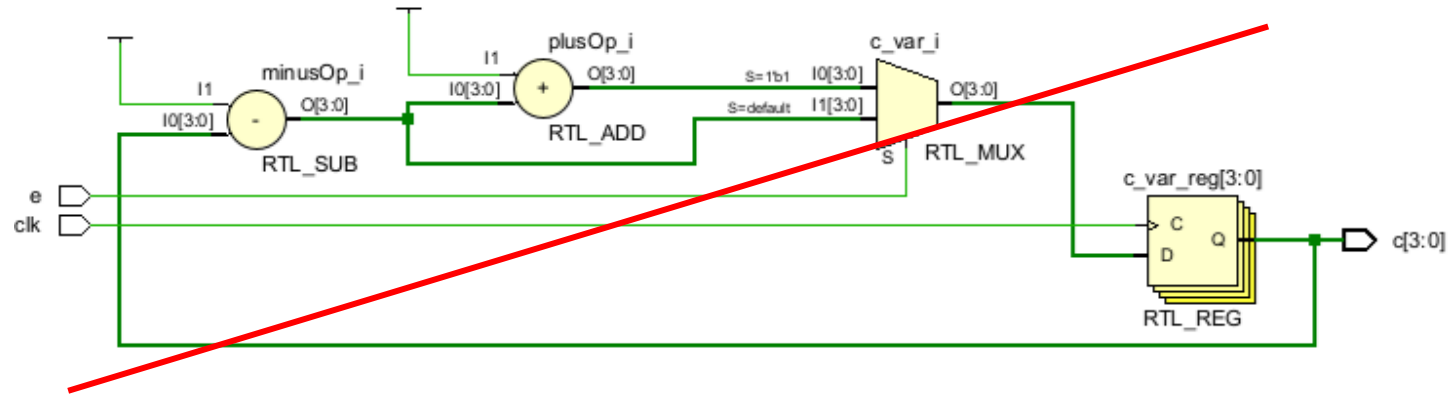 plusOp_i
c_var_i
minusOp_i
I1
O[3:0]
S=1'b1
I0[3:0]
O[3:0]
I1
I0[3:0]
+
O[3:0]
S=default
I1[3:0]
I0[3:0]
-
RTL_ADD
S
RTL_MUX
RTL_SUB
c_var_reg[3:0]
e
clk
C
Q
c[3:0]
D
RTL_REG